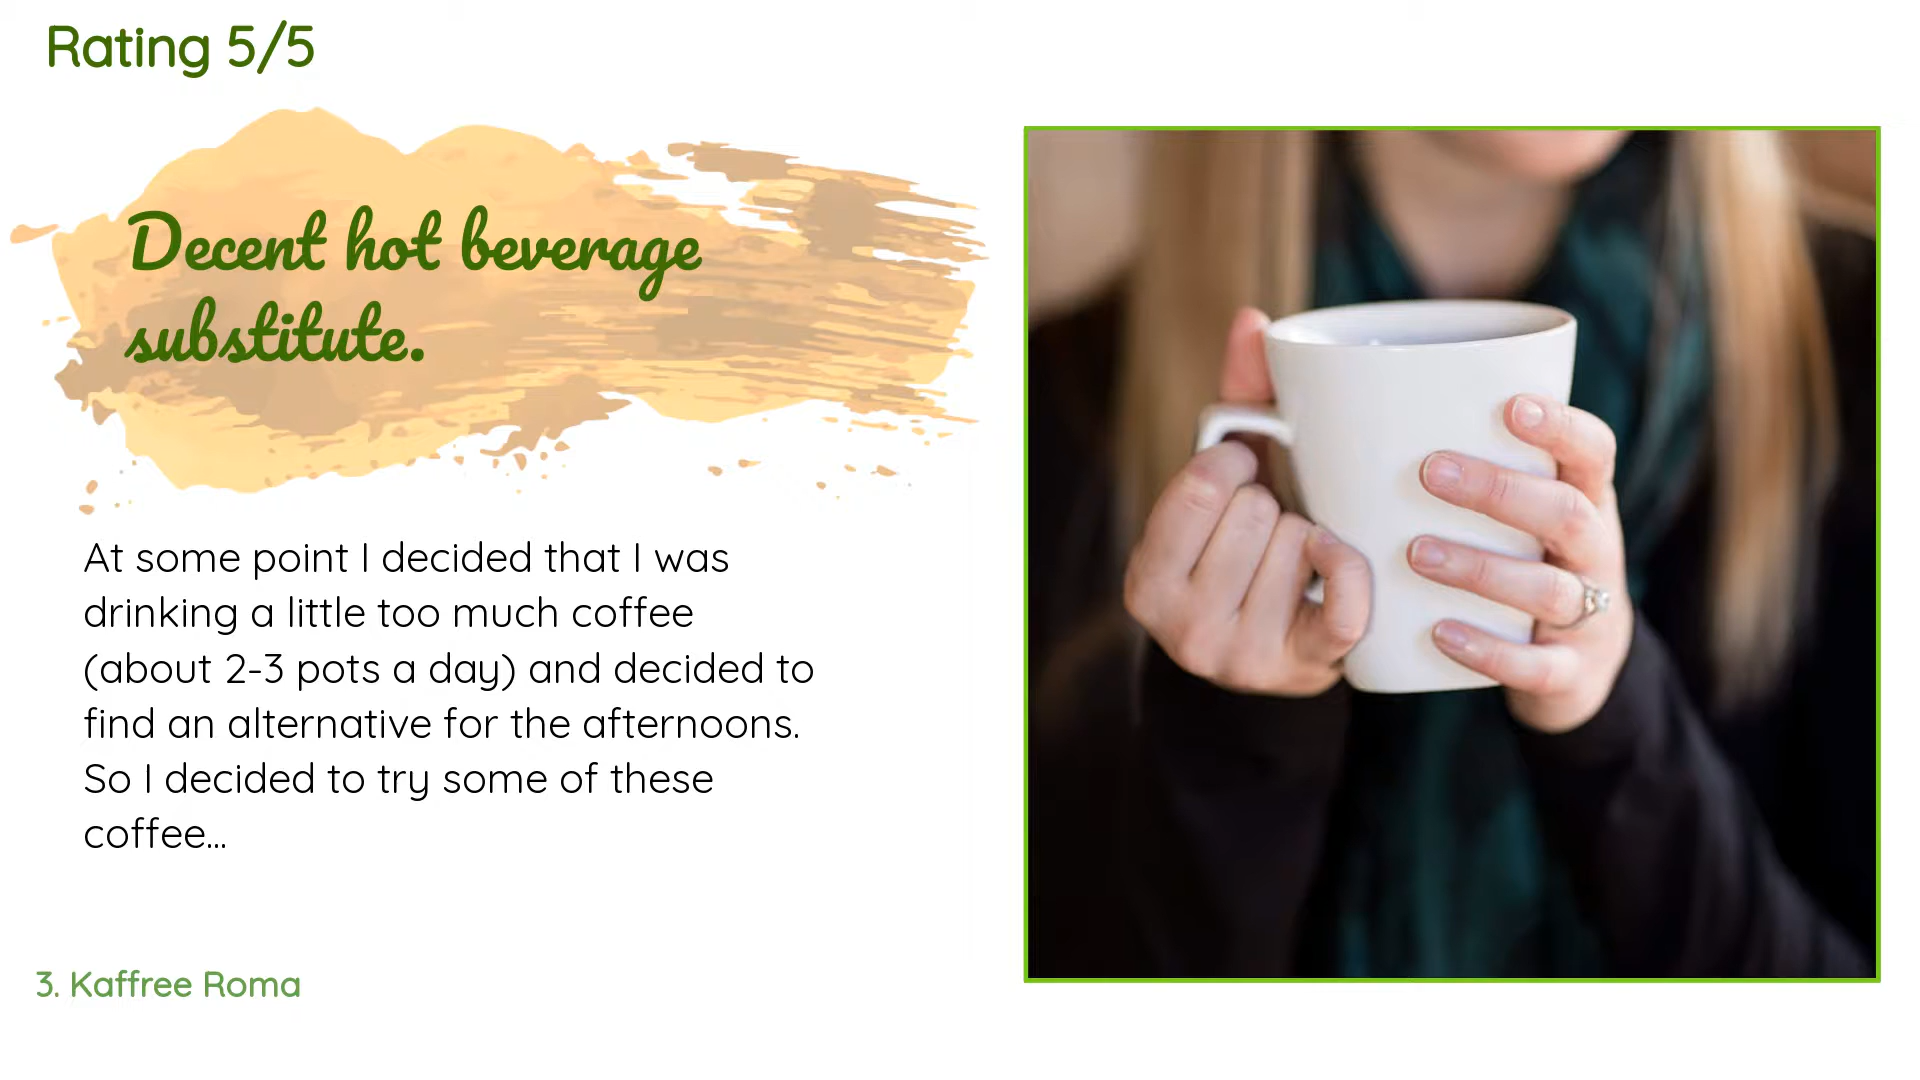 Rating 5/5
Decent hot beverage
substitute.
At some point I decided that I was
drinking a little too much coffee
(about 2-3 pots a day) and decided to
find an alternative for the afternoons.
So I decided to try some of these
coffee...
3. Kaffree Roma